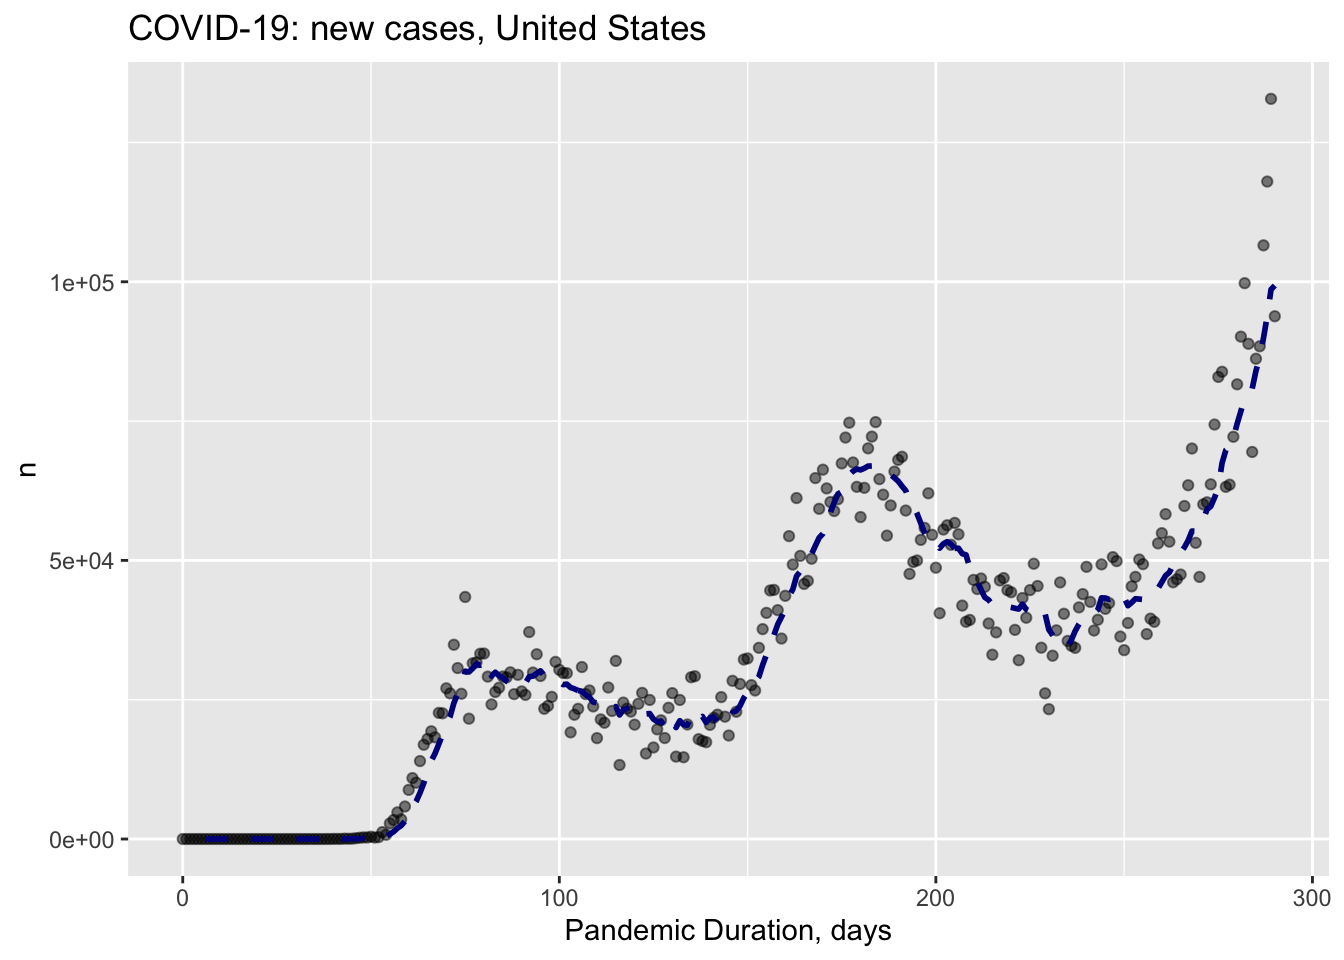 COVID-19: new cases, United States
n
1e+05
5e+04
0e+00
0
100
200
300
Pandemic Duration, days